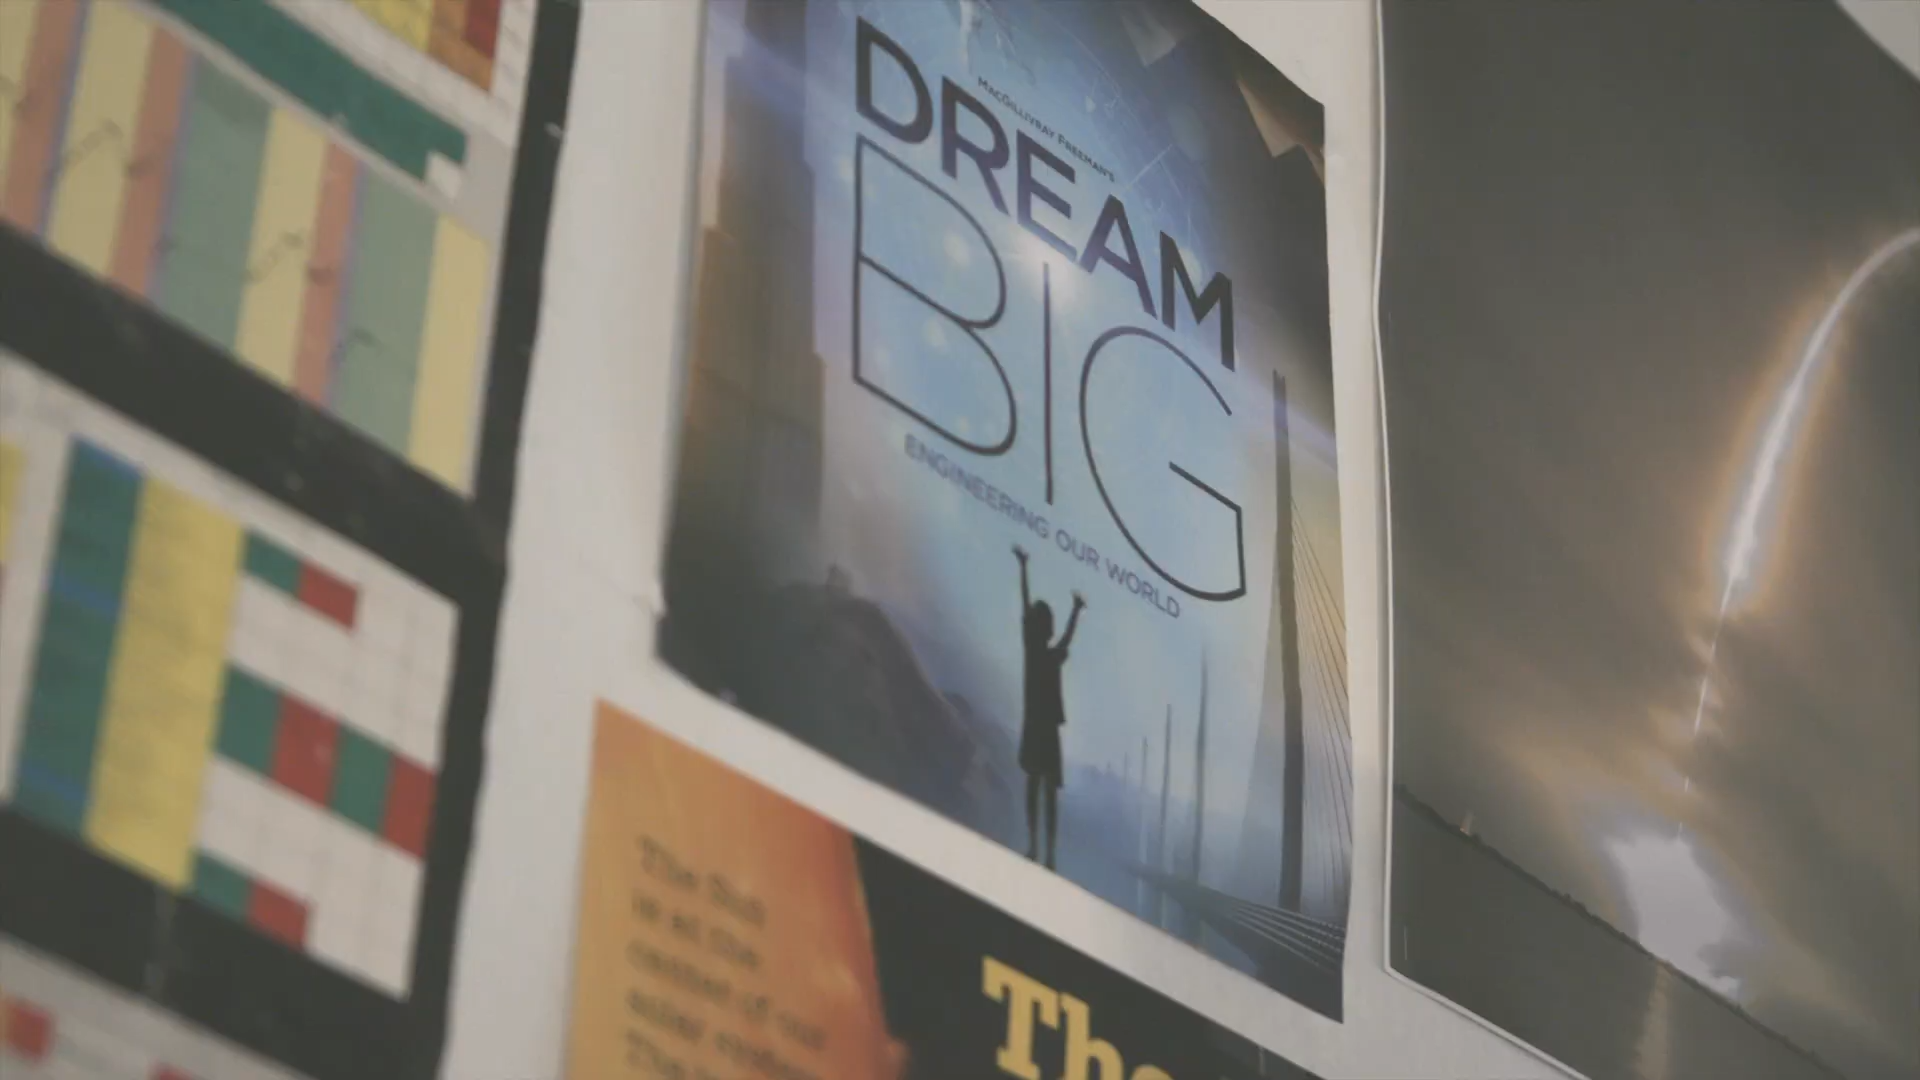 DREAM
MACGILLIVRAY FREEMAN'S
BIG
ENGINEERING OUR WORLD
The Sun
is at the
center of our
solar system.
The